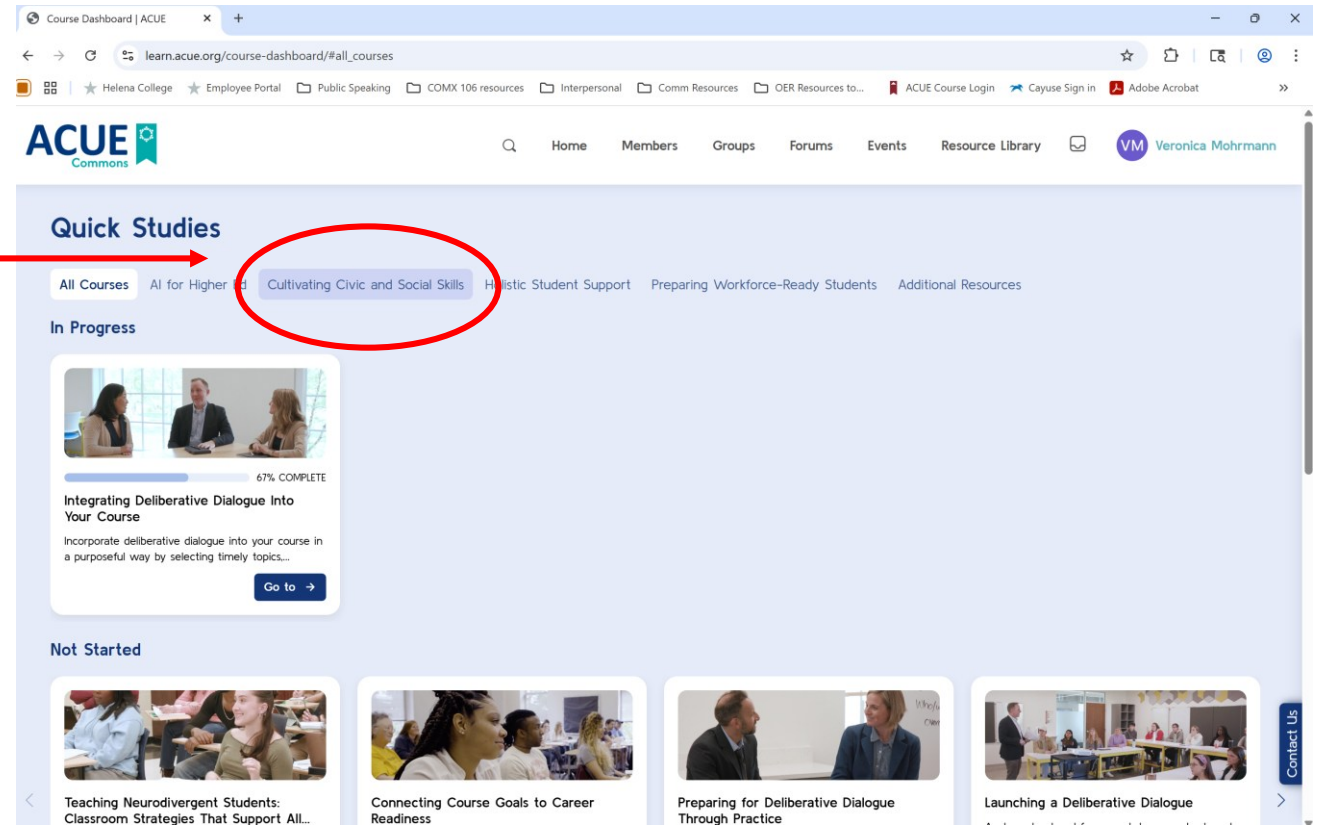 Course Dashboard | ACUE
learn.acue.org/course-dashboard/#all_courses
Helena College Employee Portal Public Speaking COMX 106 resources Interpersonal Comm Resources OER Resources to... ACUE Course Login Cayuse Sign in Adobe Acrobat »
ACUE
Commons
Home Members Groups Forums Events Resource Library VM Veronica Mohrmann
Quick Studies
All Courses AI for Higher Ed Cultivating Civic and Social Skills Holistic Student Support Preparing Workforce-Ready Students Additional Resources
In Progress
67% COMPLETE
Integrating Deliberative Dialogue Into
Your Course
Incorporate deliberative dialogue into your course in
a purposeful way by selecting timely topics,...
Go to →
Not Started
Contact Us
Teaching Neurodivergent Students:
Classroom Strategies That Support All...
Connecting Course Goals to Career
Readiness
Preparing for Deliberative Dialogue
Through Practice
Launching a Deliberative Dialogue